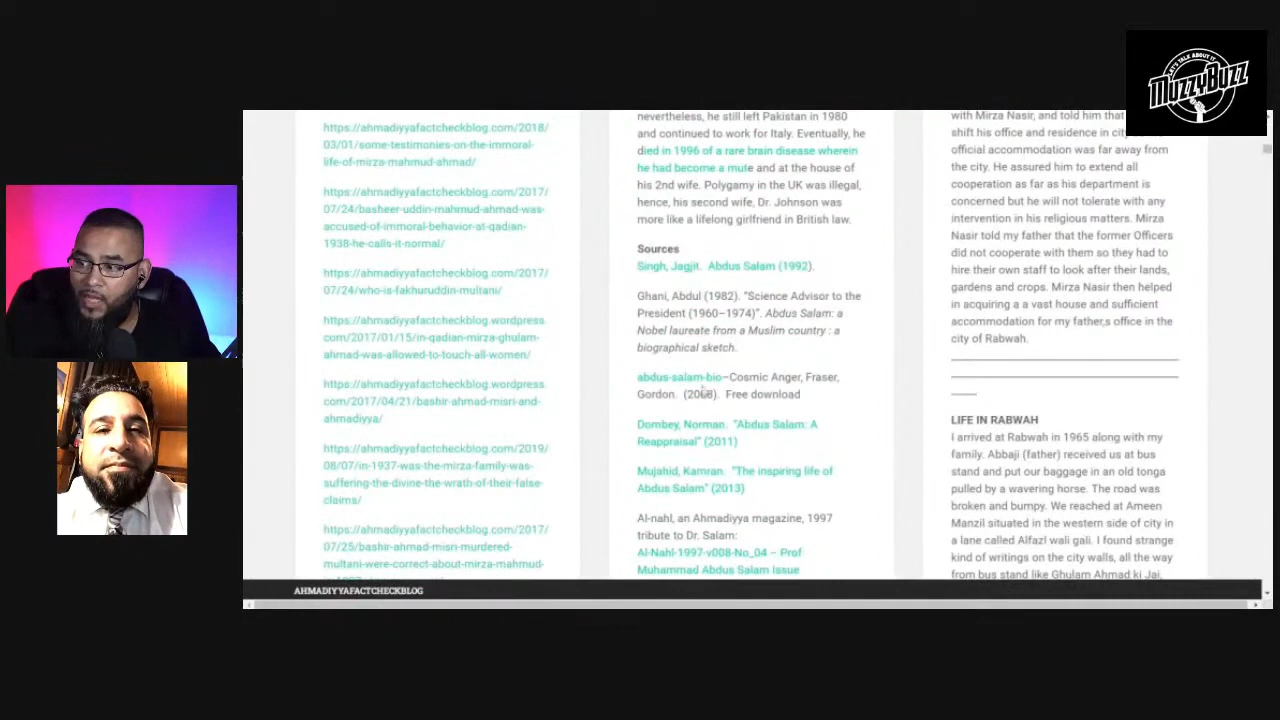 LET'S TALK ABOUT IT
MUZZYBUZZ
https://ahmadiyyafactcheckblog.com/2018/
03/01/some-testimonies-on-the-immoral-
life-of-mirza-mahmud-ahmad/
https://ahmadiyyafactcheckblog.com/2017/
07/24/basheer-uddin-mahmud-ahmad-was-
accused-of-immoral-behavior-at-qadian-
1938-he-calls-it-normal/
https://ahmadiyyafactcheckblog.com/2017/
07/24/who-is-fakhuruddin-multani/
https://ahmadiyyafactcheckblog.wordpress.
com/2017/01/15/in-qadian-mirza-ghulam-
ahmad-was-allowed-to-touch-all-women/
https://ahmadiyyafactcheckblog.wordpress.
com/2017/04/21/bashir-ahmad-misri-and-
ahmadiyya/
https://ahmadiyyafactcheckblog.com/2019/
08/07/in-1937-was-the-mirza-family-was-
suffering-the-divine-the-wrath-of-their-false-
claims/
https://ahmadiyyafactcheckblog.com/2017/
07/25/bashir-ahmad-misri-murdered-
multani-were-correct-about-mirza-mahmud-
nevertheless, he still left Pakistan in 1980
and continued to work for Italy. Eventually, he
died in 1996 of a rare brain disease wherein
he had become a mute and at the house of
his 2nd wife. Polygamy in the UK was illegal,
hence, his second wife, Dr. Johnson was
more like a lifelong girlfriend in British law.
Sources
Singh, Jagjit. Abdus Salam (1992).
Ghani, Abdul (1982). "Science Advisor to the
President (1960–1974)". Abdus Salam: a
Nobel laureate from a Muslim country : a
biographical sketch.
abdus-salam-bio–Cosmic Anger, Fraser,
Gordon. (2008). Free download
Dombey, Norman. "Abdus Salam: A
Reappraisal" (2011)
Mujahid, Kamran. "The inspiring life of
Abdus Salam" (2013)
Al-nahl, an Ahmadiyya magazine, 1997
tribute to Dr. Salam:
Al-Nahl-1997-v008-No_04 – Prof
Muhammad Abdus Salam Issue
with Mirza Nasir, and told him that
shift his office and residence in city
official accommodation was far away from
the city. He assured him to extend all
cooperation as far as his department is
concerned but he will not tolerate with any
intervention in his religious matters. Mirza
Nasir told my father that the former Officers
did not cooperate with them so they had to
hire their own staff to look after their lands,
gardens and crops. Mirza Nasir then helped
in acquiring a a vast house and sufficient
accommodation for my father,s office in the
city of Rabwah.
LIFE IN RABWAH
I arrived at Rabwah in 1965 along with my
family. Abbaji (father) received us at bus
stand and put our baggage in an old tonga
pulled by a wavering horse. The road was
broken and bumpy. We reached at Ameen
Manzil situated in the western side of city in
a lane called Alfazl wali gali. I found strange
kind of writings on the city walls, all the way
from bus stand like Ghulam Ahmad ki Jai,
AHMADIYYAFACTCHECKBLOG